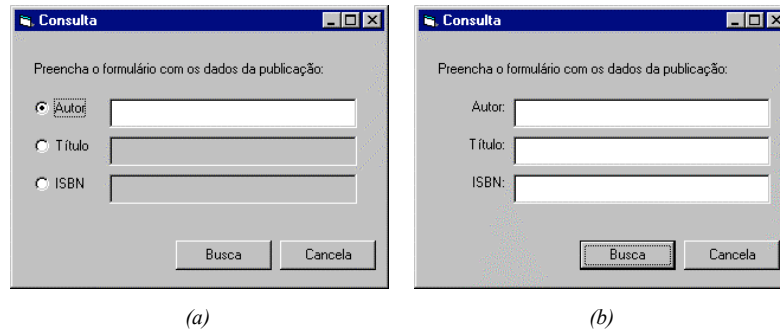 Consulta
Preencha o formulário com os dados da publicação:
Autor
Título
ISBN
Busca Cancela
(a)
Consulta
Preencha o formulário com os dados da publicação:
Autor:
Título:
ISBN:
Busca Cancela
(b)